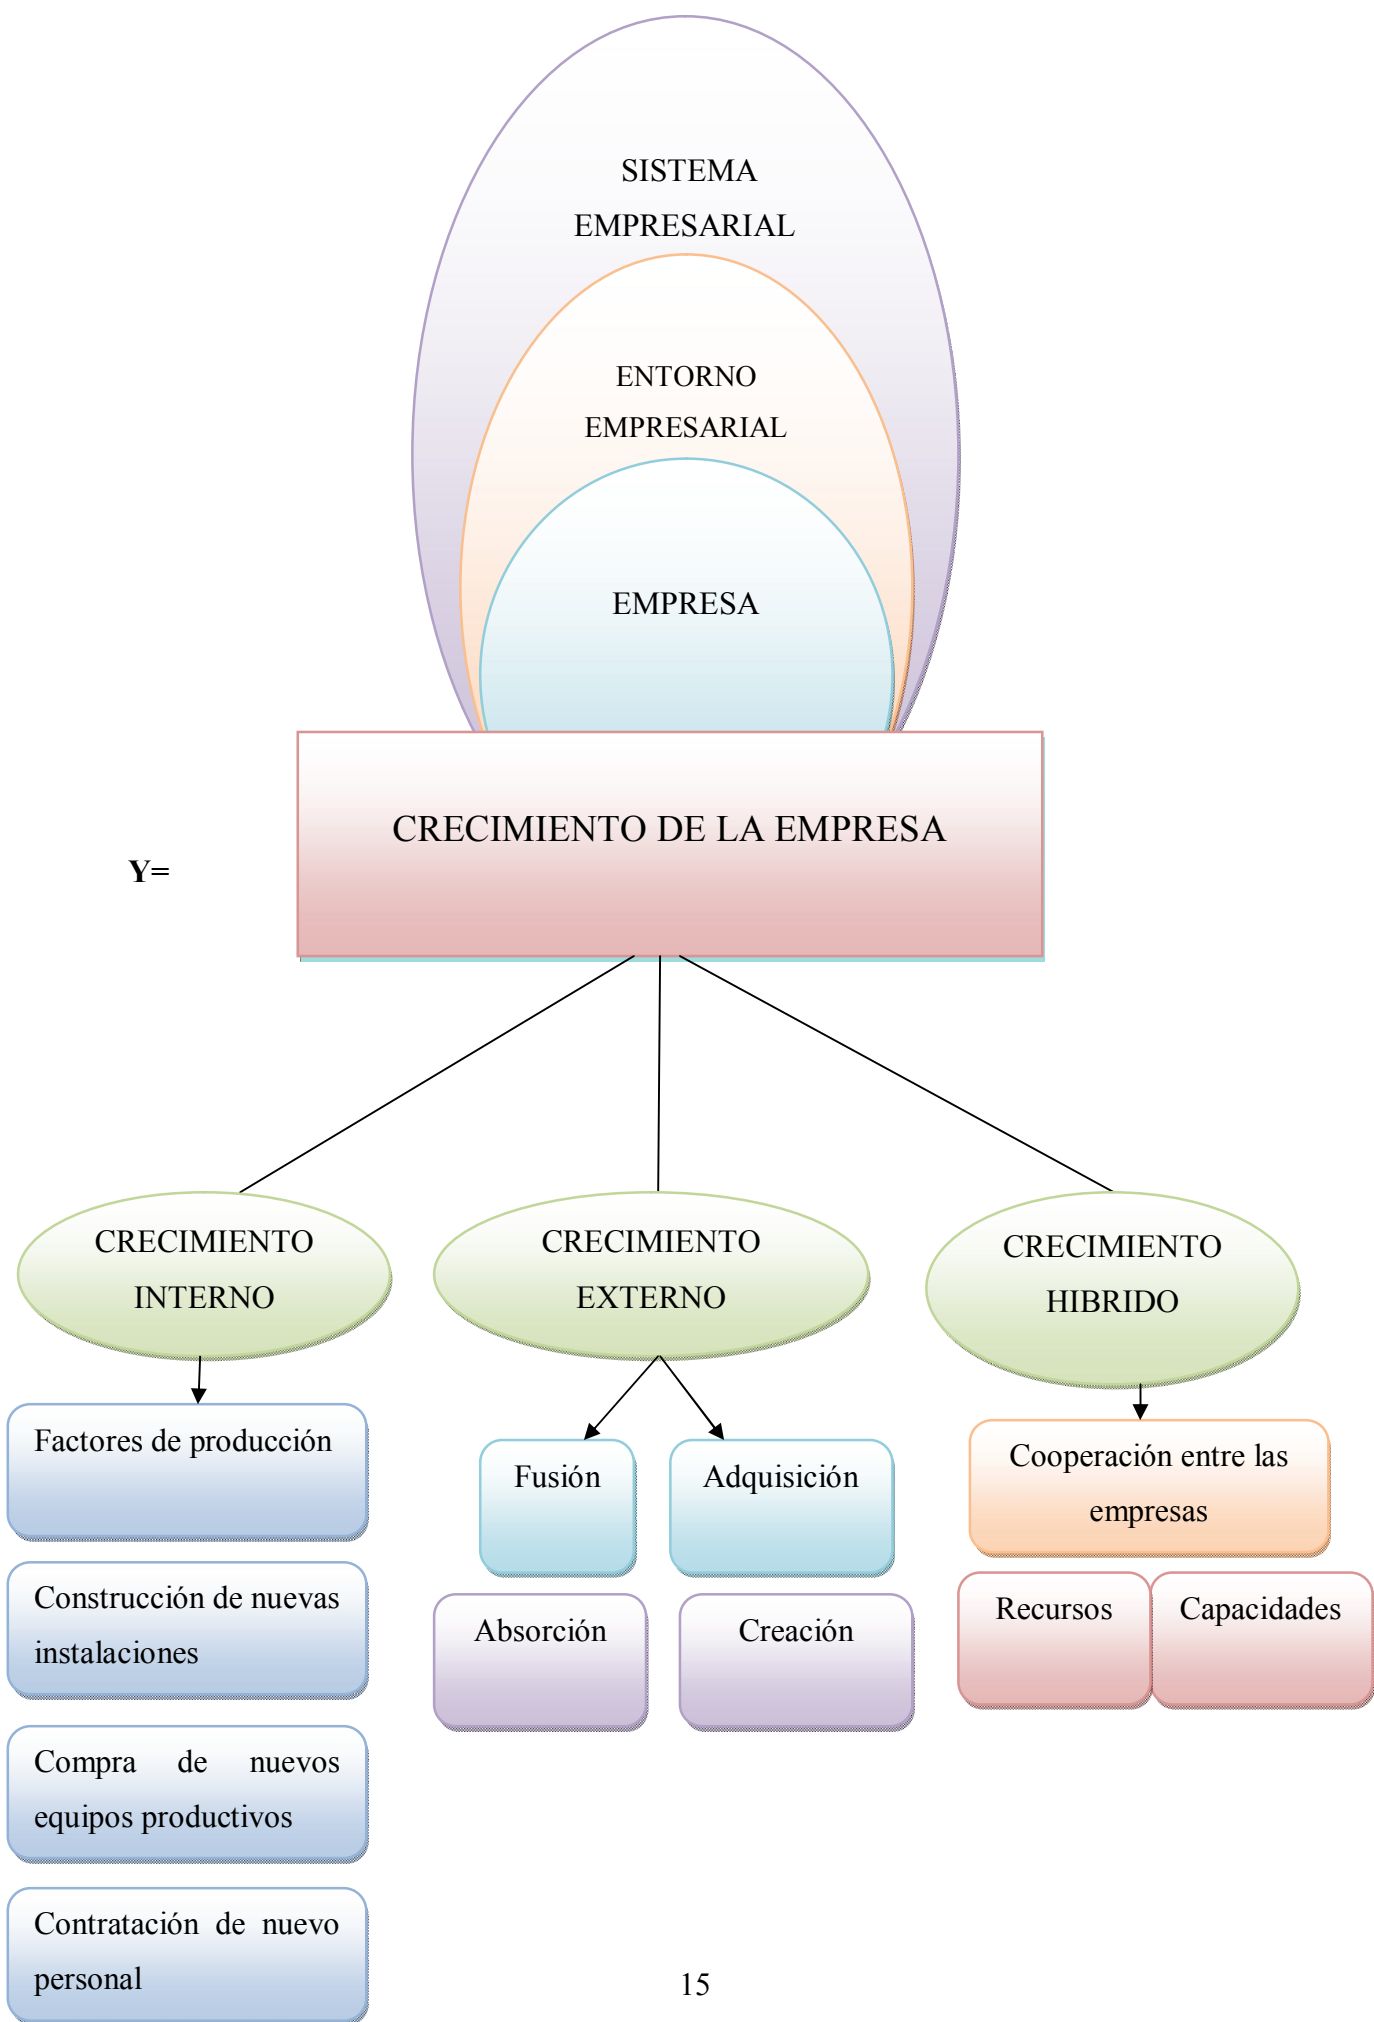 SISTEMA
EMPRESARIAL
ENTORNO
EMPRESARIAL
EMPRESA
CRECIMIENTO DE LA EMPRESA
Y=
CRECIMIENTO
INTERNO
CRECIMIENTO
EXTERNO
CRECIMIENTO
HIBRIDO
Factores de producción
Construcción de nuevas
instalaciones
Compra de nuevos
equipos productivos
Contratación de nuevo
personal
Fusión
Adquisición
Absorción
Creación
Cooperación entre las
empresas
Recursos
Capacidades
15